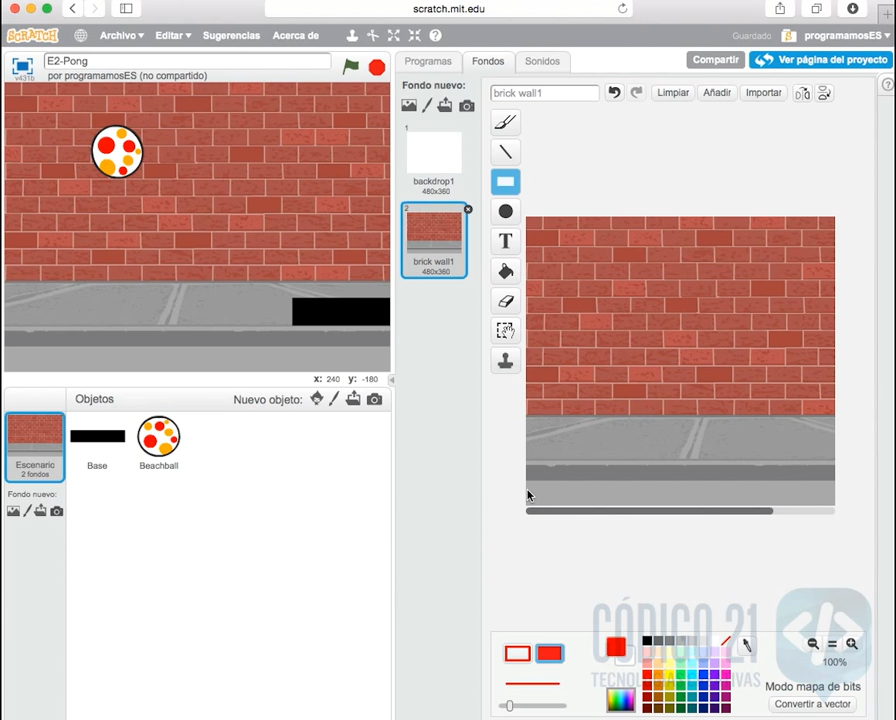 scratch.mit.edu
SCRATCH Archivo Editar Sugerencias Acerca de Guardado S programamosES
E2-Pong
por programamosES (no compartido)
v431b
Programas Fondos Sonidos Compartir Ver página del proyecto
Fondo nuevo:
1
backdrop1
480x360
2
brick wall1
480x360
brick wall1 Limpiar Añadir Importar
T
x: 240 y: -180
Objetos Nuevo objeto:
Escenario
2 fondos
Base
Beachball
Fondo nuevo:
CÓDIGO 21
100%
Modo mapa de bits
Convertir a vector